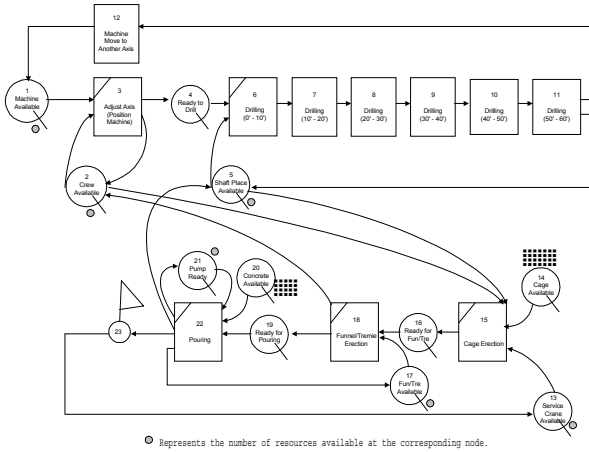 12
Machine
Move to
Another Axis
1
Machine
Available
3
Adjust Axis
(Position
Machine)
4
Ready to
Drill
6
Drilling
(0' - 10')
7
Drilling
(10' - 20')
8
Drilling
(20' - 30')
9
Drilling
(30' - 40')
10
Drilling
(40' - 50')
11
Drilling
(50' - 60')
2
Crew
Available
5
Shaft Place
Available
21
Pump
Ready
20
Concrete
Available
14
Cage
Available
23
22
Pouring
19
Ready for
Pouring
18
Funnel/Tremie
Erection
16
Ready for
Fun/Tre
15
Cage Erection
17
Fun/Tre
Available
13
Service
Crane
Available
Represents the number of resources available at the corresponding node.